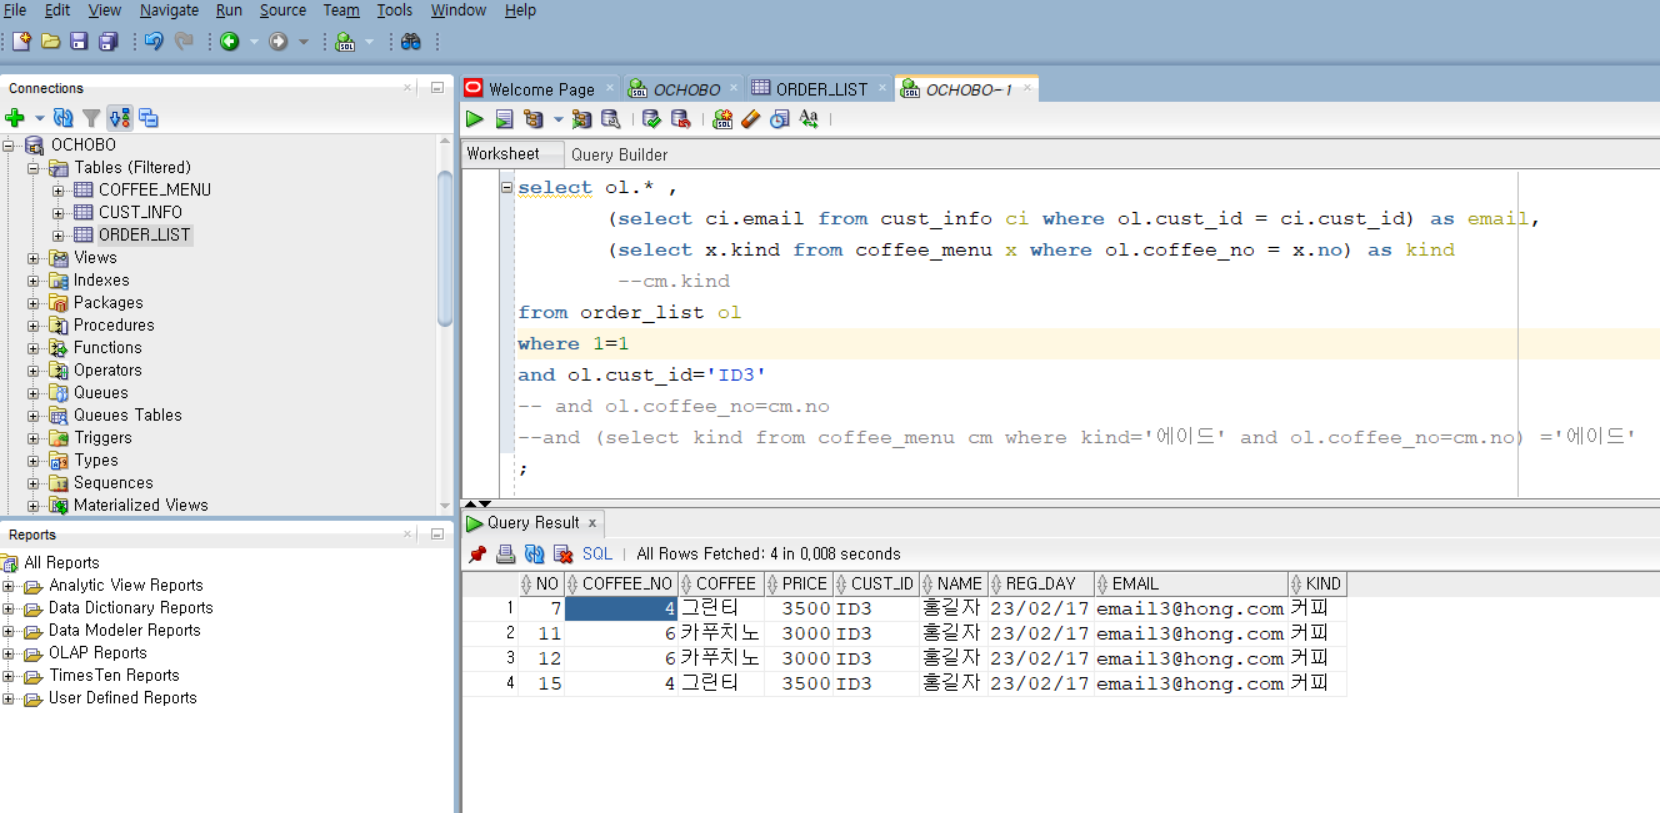 File Edit View Navigate Run Source Team Tools Window Help
Connections
OCHOBO
Tables (Filtered)
COFFEE_MENU
CUST_INFO
ORDER_LIST
Views
Indexes
Packages
Procedures
Functions
Operators
Queues
Queues Tables
Triggers
Types
Sequences
Materialized Views
Reports
All Reports
Analytic View Reports
Data Dictionary Reports
Data Modeler Reports
OLAP Reports
TimesTen Reports
User Defined Reports
Welcome Page OCHOBO ORDER_LIST OCHOBO-1
Worksheet Query Builder
select ol.* ,
(select ci.email from cust_info ci where ol.cust_id = ci.cust_id) as email,
(select x.kind from coffee_menu x where ol.coffee_no = x.no) as kind
--cm.kind
from order_list ol
where 1=1
and ol.cust_id='ID3'
-- and ol.coffee_no=cm.no
--and (select kind from coffee_menu cm where kind='에이드' and ol.coffee_no=cm.no) ='에이드'
;
Query Result x
SQL | All Rows Fetched: 4 in 0,008 seconds
NO COFFEE_NO COFFEE PRICE CUST_ID NAME REG_DAY EMAIL KIND
1 7 4 그린티 3500 ID3 홍길자 23/02/17 email3@hong.com 커피
2 11 6 카푸치노 3000 ID3 홍길자 23/02/17 email3@hong.com 커피
3 12 6 카푸치노 3000 ID3 홍길자 23/02/17 email3@hong.com 커피
4 15 4 그린티 3500 ID3 홍길자 23/02/17 email3@hong.com 커피